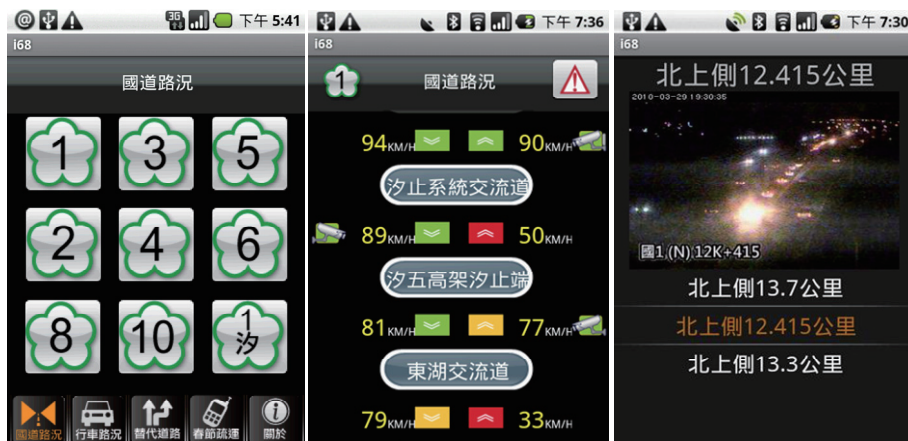 @ 3G 下午 5:41
i68
國道路況
1 3 5
2 4 6
8 10 1汐
國道路況 行車路況 替代道路 春節疏運 關於
下午 7:36
i68
1 國道路況
94KM/H 90KM/H
汐止系統交流道
89KM/H 50KM/H
汐五高架汐止端
81KM/H 77KM/H
東湖交流道
79KM/H 33KM/H
下午 7:30
i68
北上側12.415公里
2010-03-29 19:30:35
國1(N) 12K+415
北上側13.7公里
北上側12.415公里
北上側13.3公里